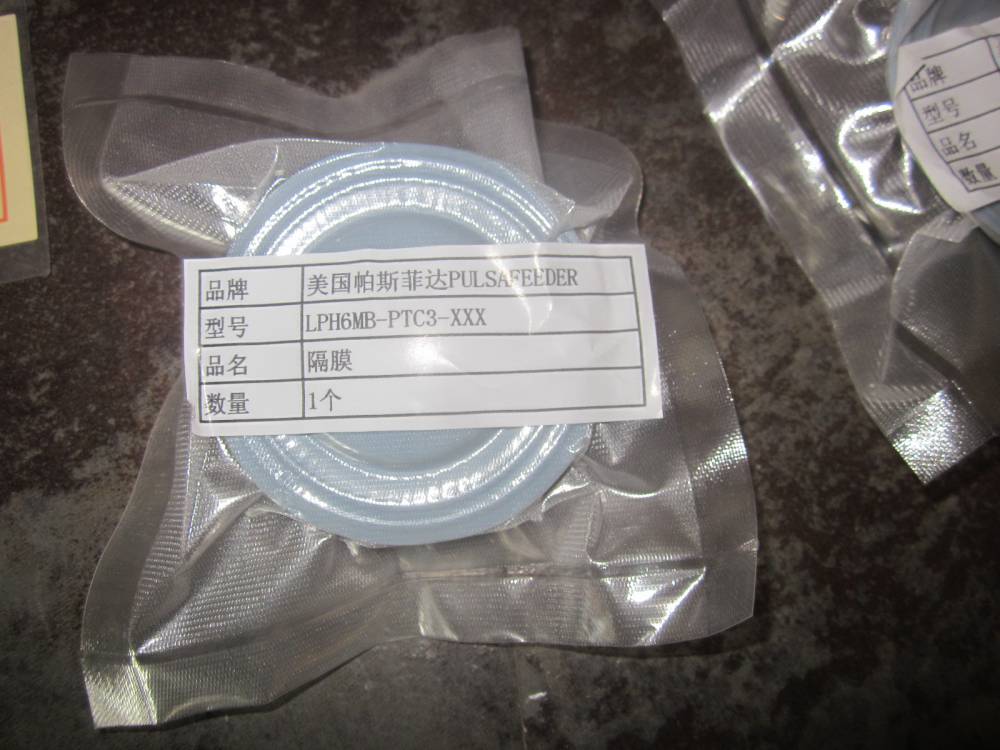 品牌 美国帕斯菲达PULSAFEEDER
型号 LPH6MB-PTC3-XXX
品名 隔膜
数量 1个
品牌
型号
品名
数量